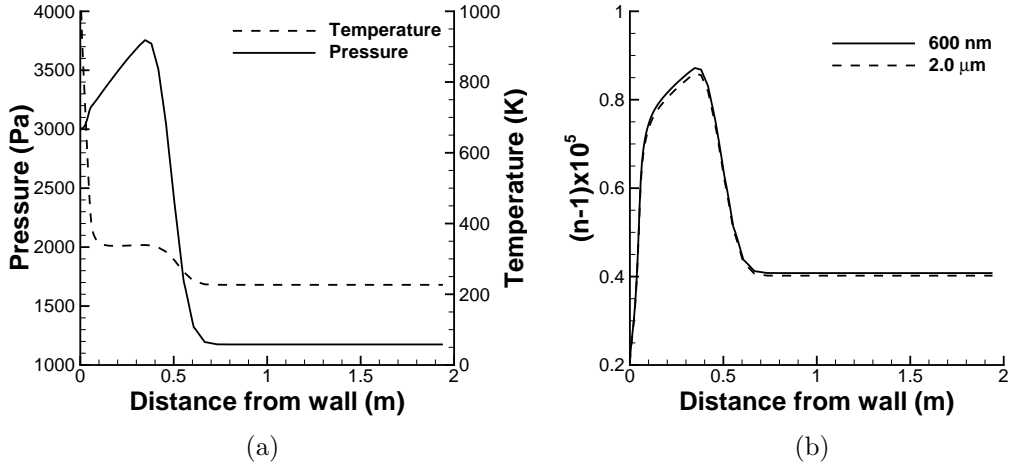 Pressure (Pa)
4000
3500
3000
2500
2000
1500
1000
0
0.5
1
1.5
2
Distance from wall (m)
Temperature (K)
1000
800
600
400
200
0
Temperature
Pressure
(a)
(n-1)x10⁵
1
0.8
0.6
0.4
0.2
0
0.5
1
1.5
2
Distance from wall (m)
600 nm
2.0 μm
(b)